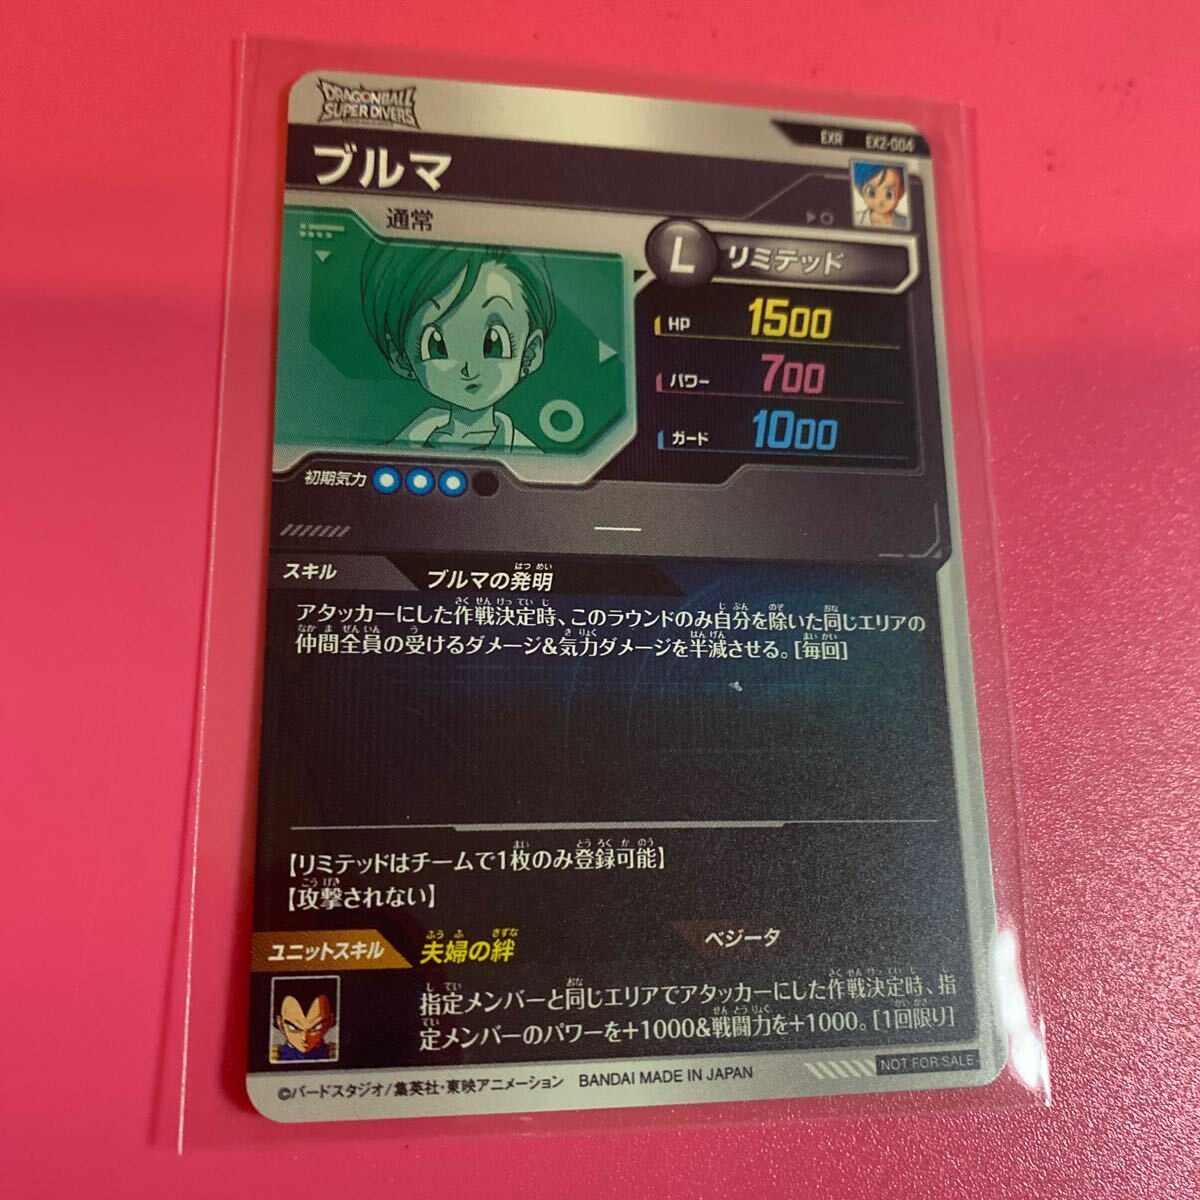 DRAGONBALL
SUPER DIVERS
EXR EX2-004
ブルマ
通常
L リミテッド
HP 1500
パワー 700
ガード 1000
初期気力
スキル ブルマの発明
アタッカーにした作戦決定時、このラウンドのみ自分を除いた同じエリアの
仲間全員の受けるダメージ&気力ダメージを半減させる。[毎回]
【リミテッドはチームで1枚のみ登録可能】
【攻撃されない】
ユニットスキル 夫婦の絆 ベジータ
指定メンバーと同じエリアでアタッカーにした作戦決定時、指
定メンバーのパワーを+1000&戦闘力を+1000。[1回限り]
NOT FOR SALE
©バードスタジオ/集英社・東映アニメーション BANDAI MADE IN JAPAN